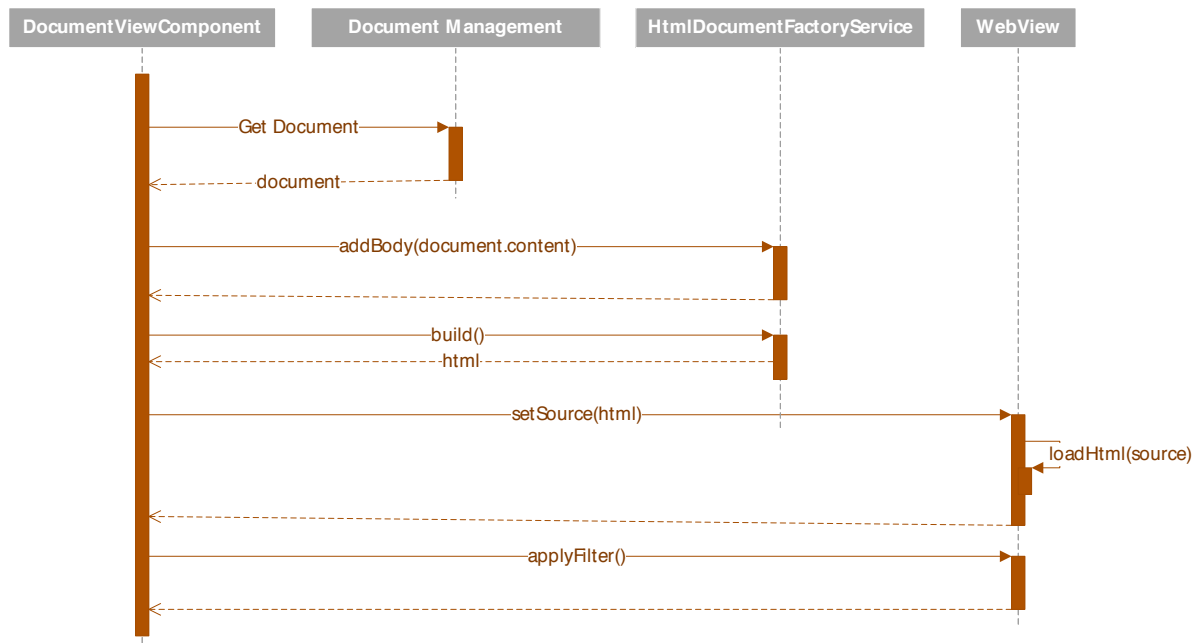 DocumentViewComponent
Document Management
HtmlDocumentFactoryService
WebView
Get Document
document
addBody(document.content)
build()
html
setSource(html)
loadHtml(source)
applyFilter()